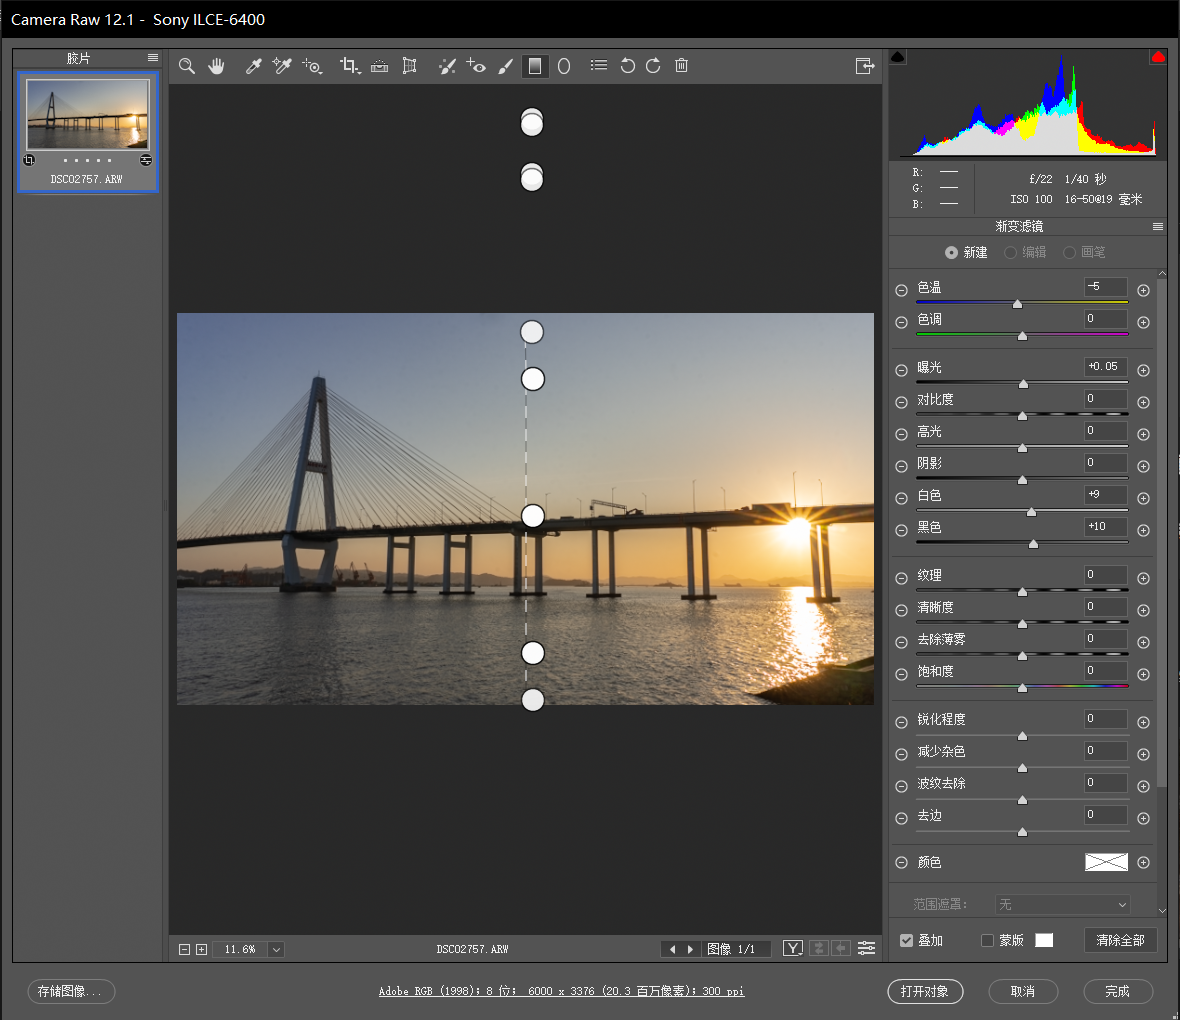 Camera Raw 12.1 -  Sony ILCE-6400
胶片
DSC02757.ARW
R: —
G: —
B: —
f/22 1/40 秒
ISO 100 16-50@19 毫米
渐变滤镜
新建 编辑 画笔
色温 -5
色调 0
曝光 +0.05
对比度 0
高光 0
阴影 0
白色 +9
黑色 +10
纹理 0
清晰度 0
去除薄雾 0
饱和度 0
锐化程度 0
减少杂色 0
波纹去除 0
去边 0
颜色
范围遮罩: 无
叠加 蒙版 清除全部
11.6% DSC02757.ARW 图像 1/1 Y
存储图像... Adobe RGB (1998); 8 位; 6000 x 3376 (20.3 百万像素); 300 ppi 打开对象 取消 完成